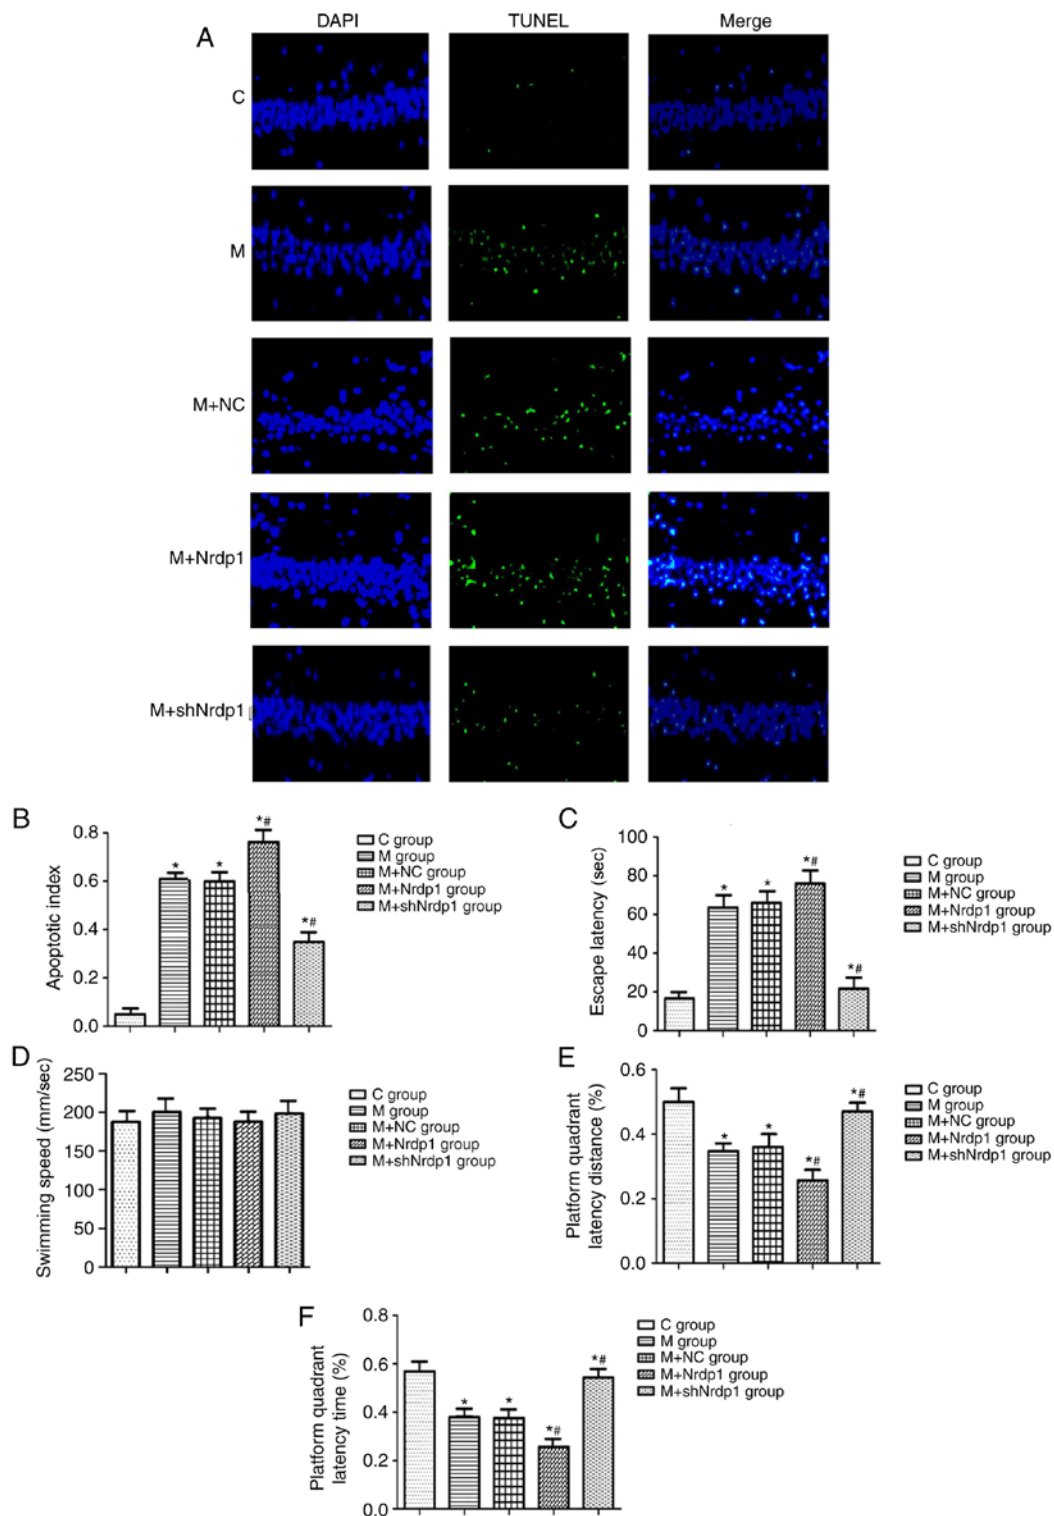 A
DAPI TUNEL Merge
C
M
M+NC
M+Nrdp1
M+shNrdp1
B
Apoptotic index
0.8
0.6
0.4
0.2
0.0
*
*
*#
*#
C group
M group
M+NC group
M+Nrdp1 group
M+shNrdp1 group
C
Escape latency (sec)
100
80
60
40
20
0
*
*
*#
*#
C group
M group
M+NC group
M+Nrdp1 group
M+shNrdp1 group
D
Swimming speed (mm/sec)
250
200
150
100
50
0
C group
M group
M+NC group
M+Nrdp1 group
M+shNrdp1 group
E
Platform quadrant
latency distance (%)
0.6
0.4
0.2
0.0
*
*
*#
*#
C group
M group
M+NC group
M+Nrdp1 group
M+shNrdp1 group
F
Platform quadrant
latency time (%)
0.8
0.6
0.4
0.2
0.0
*
*
*#
*#
C group
M group
M+NC group
M+Nrdp1 group
M+shNrdp1 group